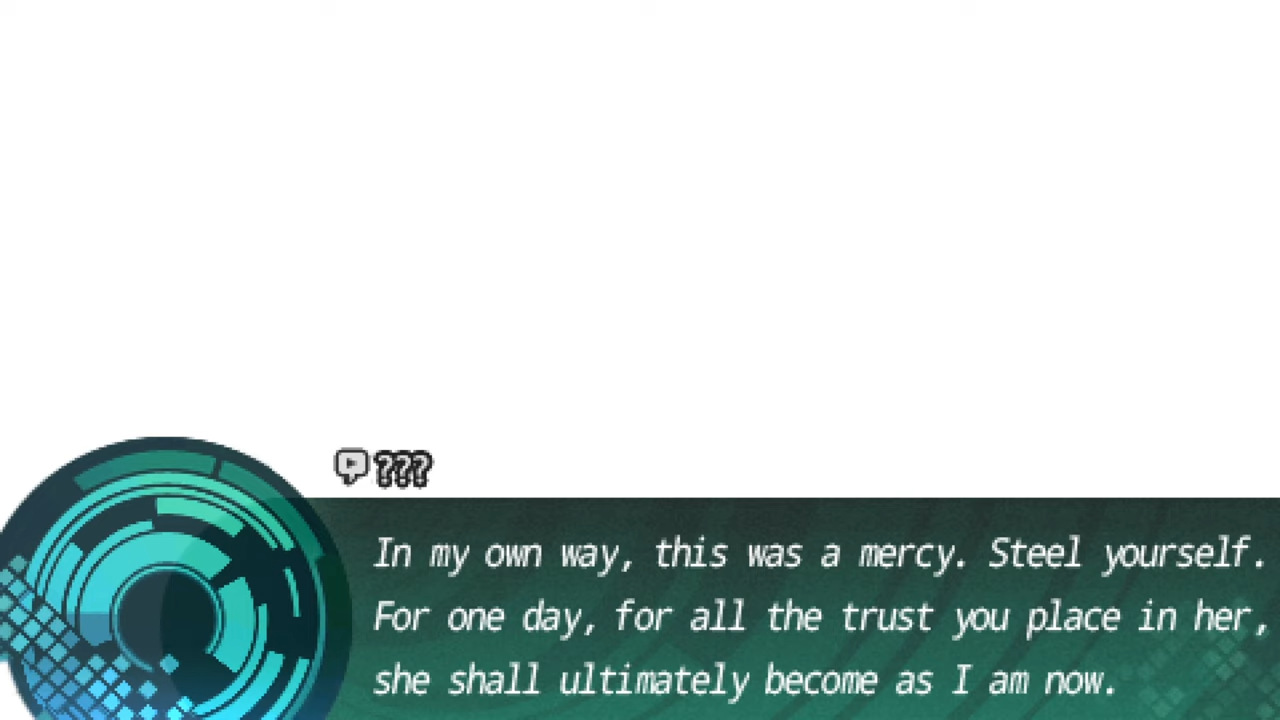 ???
In my own way, this was a mercy. Steel yourself.
For one day, for all the trust you place in her,
she shall ultimately become as I am now.